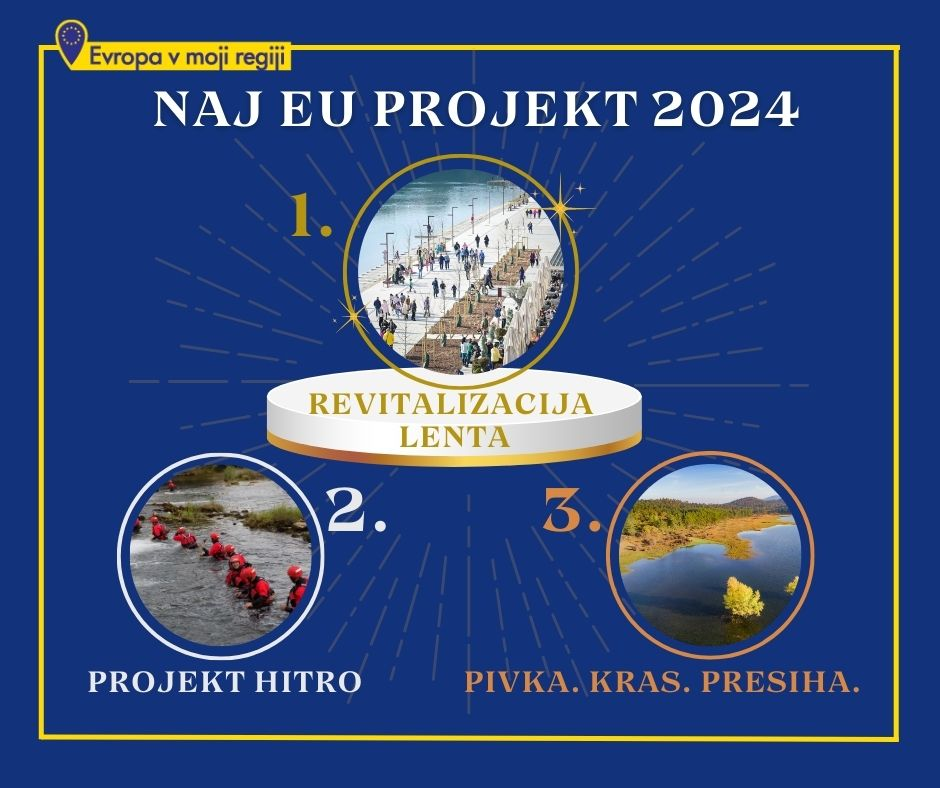 Evropa v moji regiji
NAJ EU PROJEKT 2024
1.
REVITALIZACIJA
LENTA
2.
PROJEKT HITRO
3.
PIVKA. KRAS. PRESIHA.